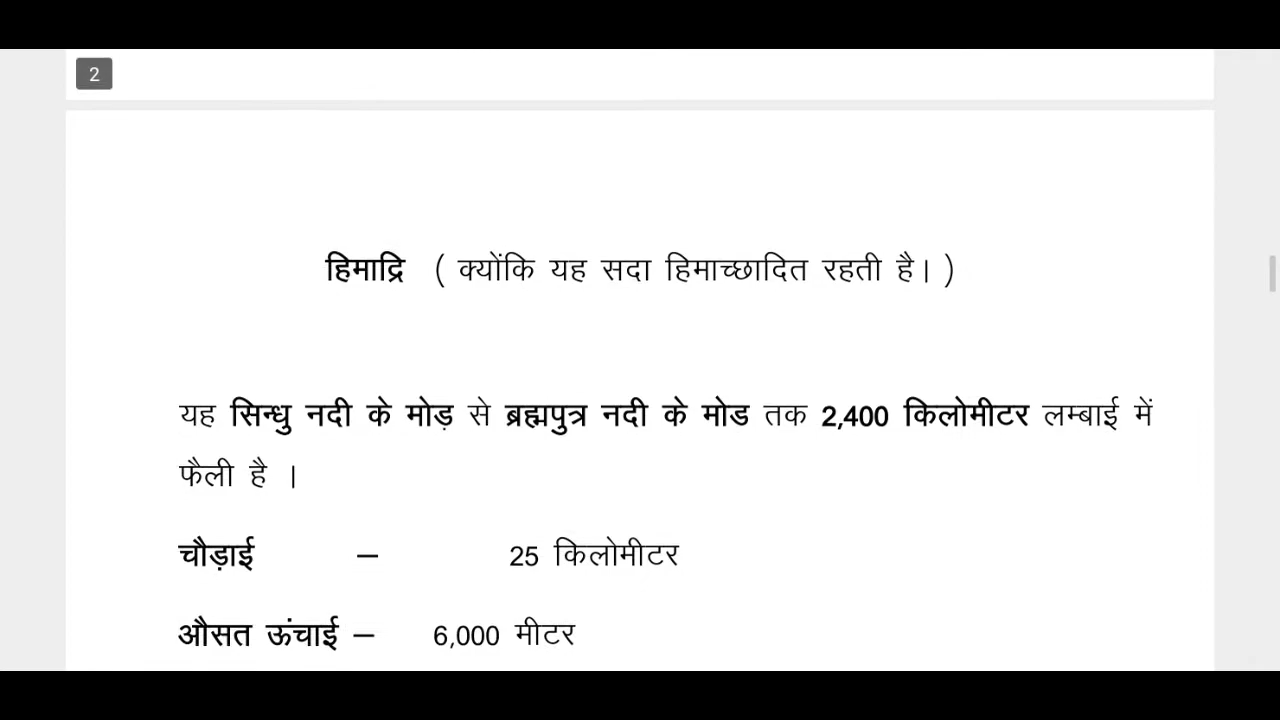 2
हिमाद्रि ( क्योंकि यह सदा हिमाच्छादित रहती है। )
यह सिन्धु नदी के मोड़ से ब्रह्मपुत्र नदी के मोड तक 2,400 किलोमीटर लम्बाई में
फैली है ।
चौड़ाई – 25 किलोमीटर
औसत ऊंचाई – 6,000 मीटर